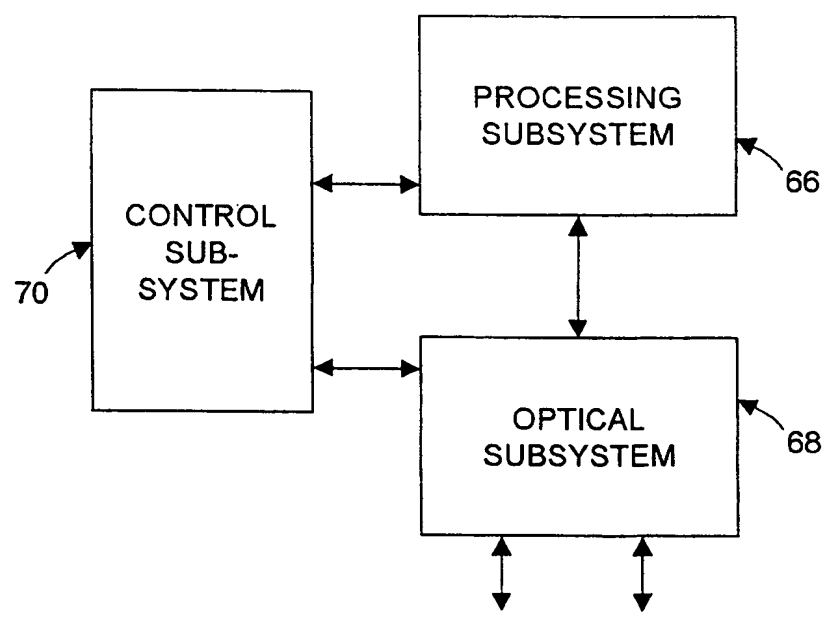 PROCESSING
SUBSYSTEM
66
CONTROL
SUB-
SYSTEM
70
OPTICAL
SUBSYSTEM
68